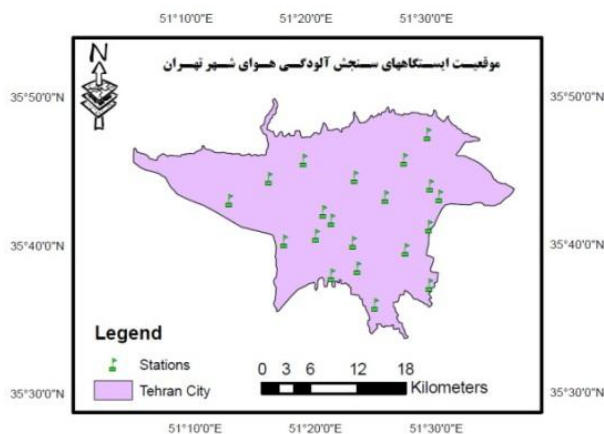 51°10'0"E 51°20'0"E 51°30'0"E
N
موقعیت ایستگاههای سنجش آلودگی هوای شهر تهران
35°50'0"N 35°50'0"N
35°40'0"N 35°40'0"N
Legend
Stations
Tehran City
0 3 6 12 18
Kilometers
35°30'0"N 35°30'0"N
51°10'0"E 51°20'0"E 51°30'0"E